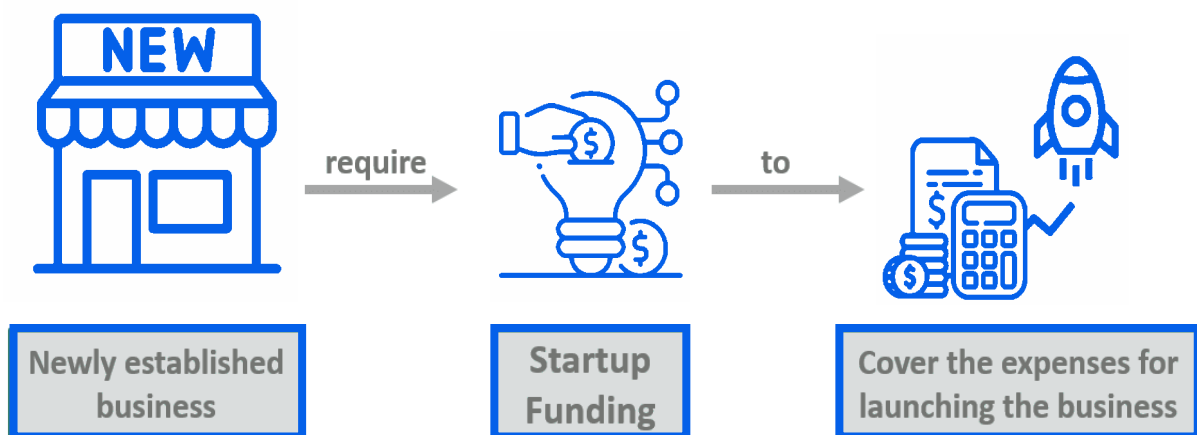 NEW
require
to
$
$
$
$
Newly established
business
Startup
Funding
Cover the expenses for
launching the business